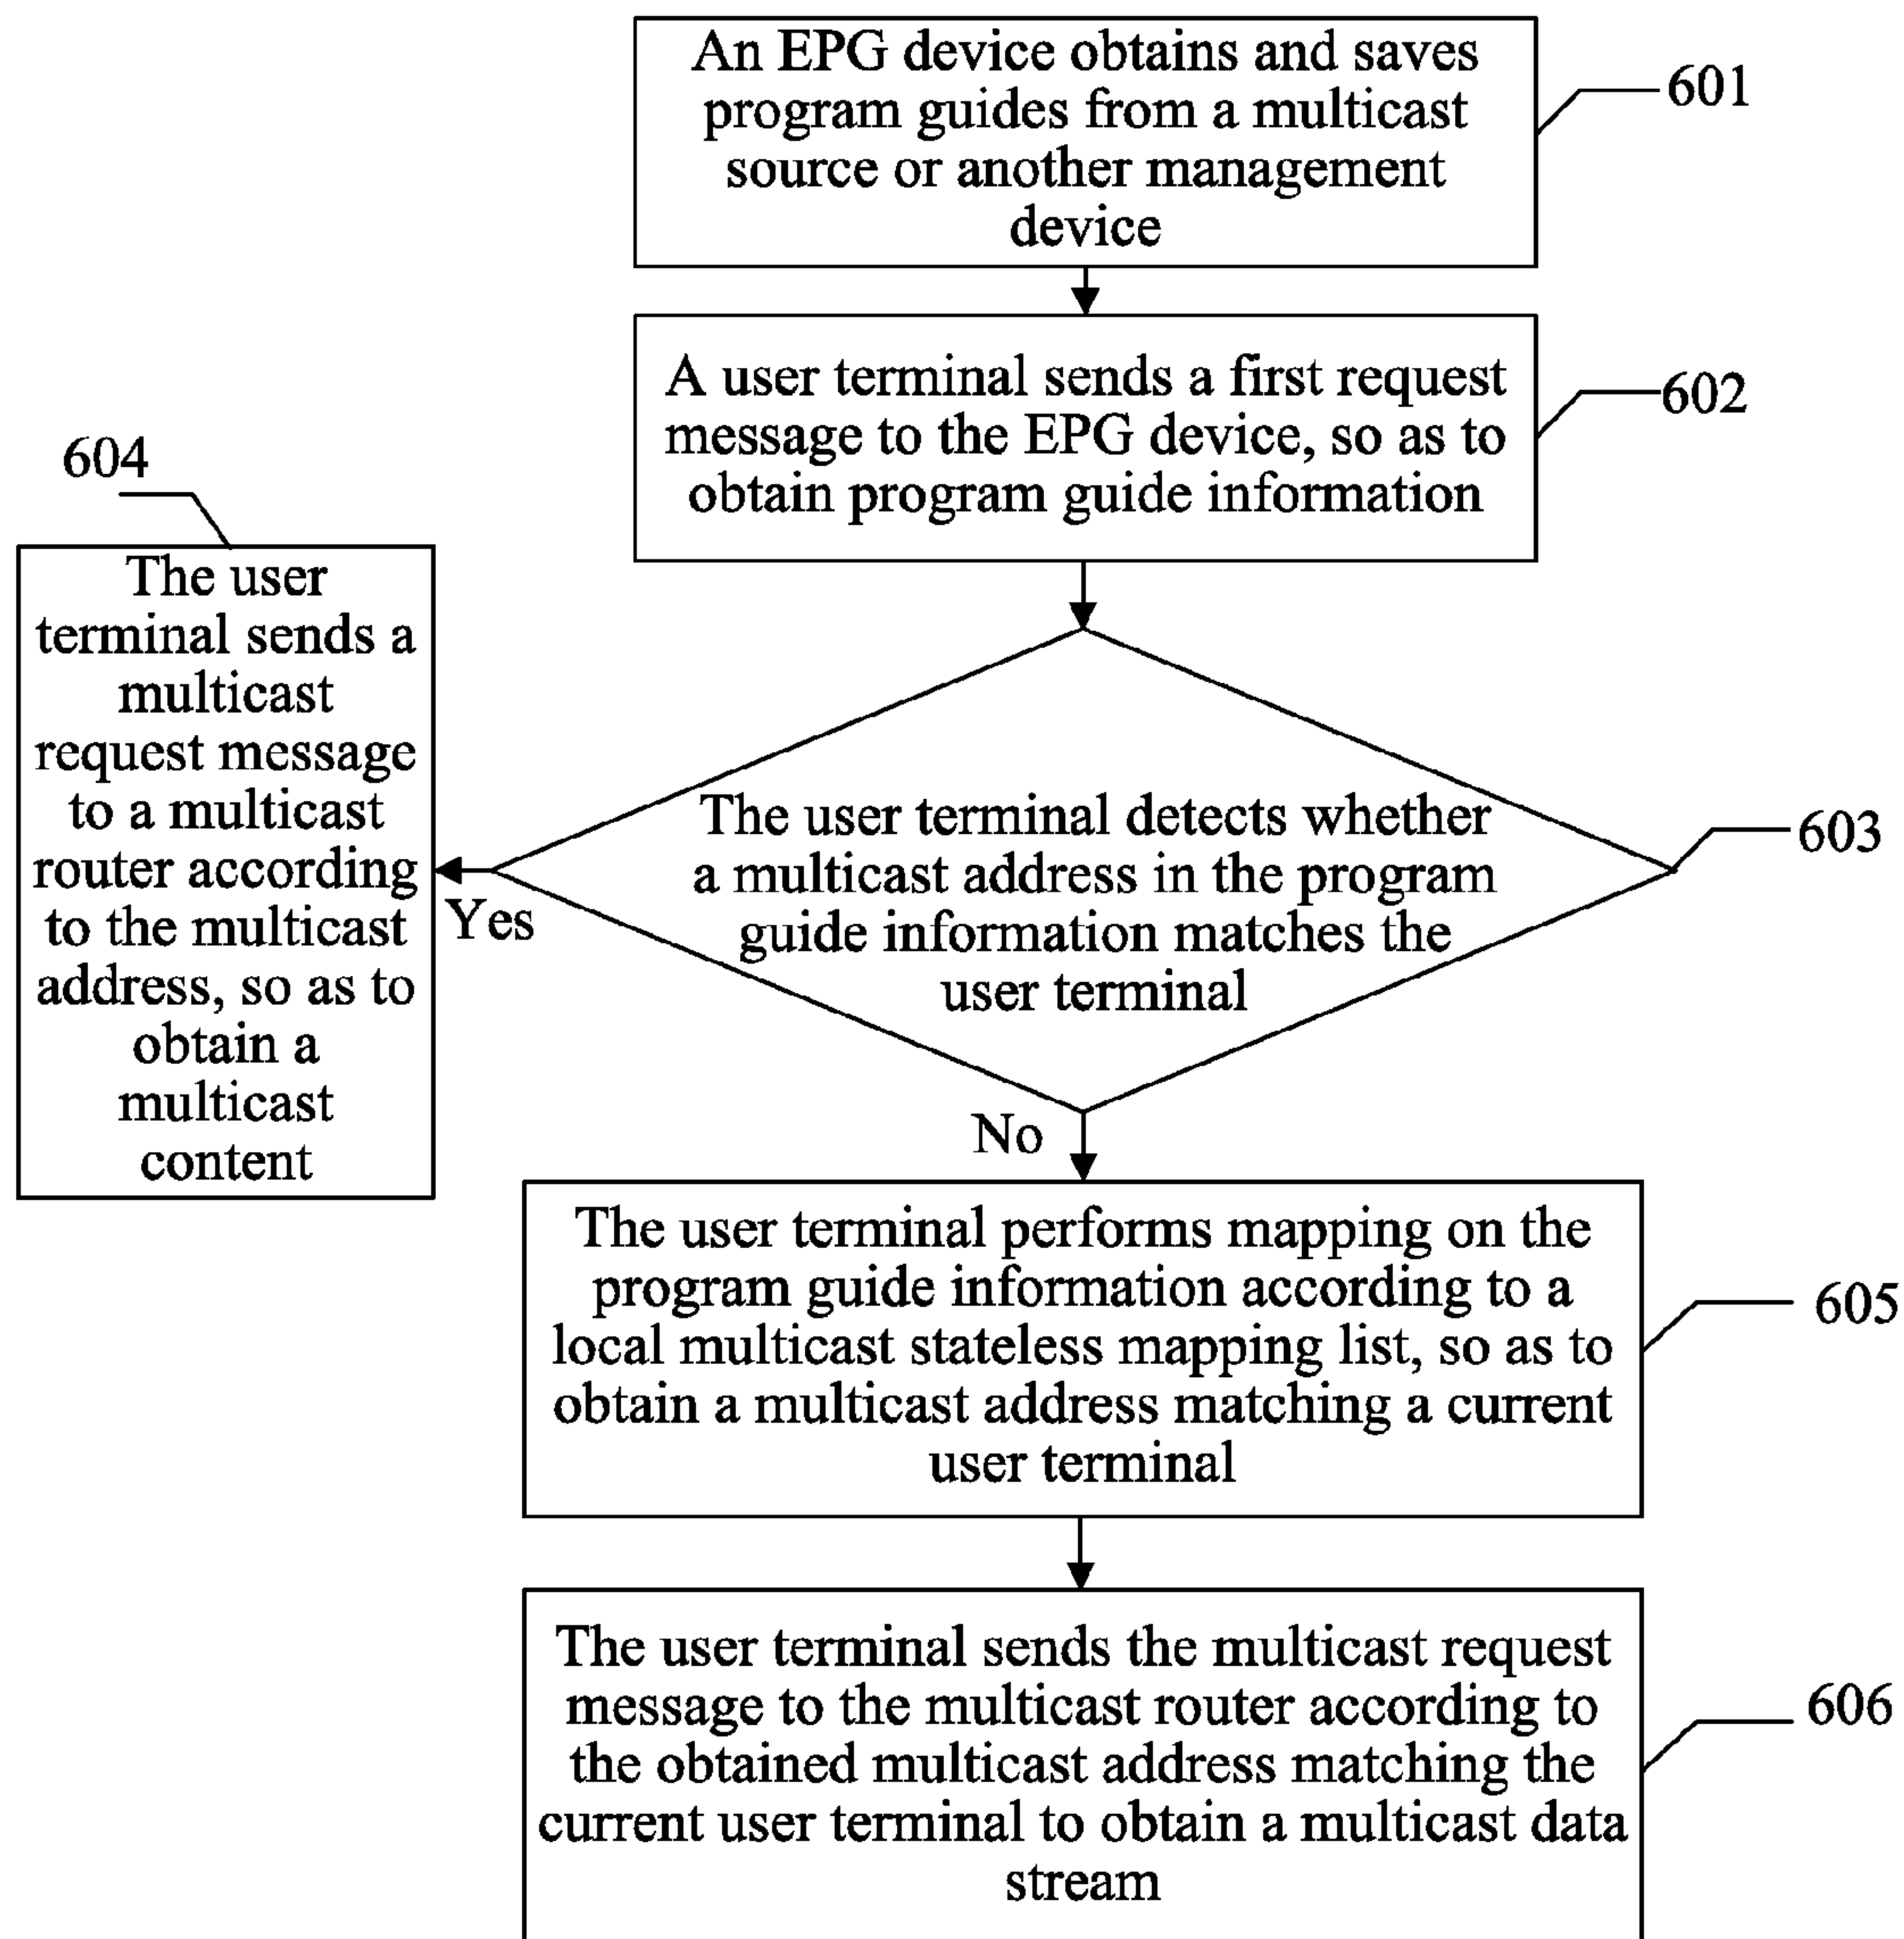 An EPG device obtains and saves
program guides from a multicast
source or another management
device
601
A user terminal sends a first request
message to the EPG device, so as to
obtain program guide information
602
The user terminal detects whether
a multicast address in the program
guide information matches the
user terminal
603
Yes
604
The user
terminal sends a
multicast
request message
to a multicast
router according
to the multicast
address, so as to
obtain a
multicast
content
No
The user terminal performs mapping on the
program guide information according to a
local multicast stateless mapping list, so as to
obtain a multicast address matching a current
user terminal
605
The user terminal sends the multicast request
message to the multicast router according to
the obtained multicast address matching the
current user terminal to obtain a multicast data
stream
606